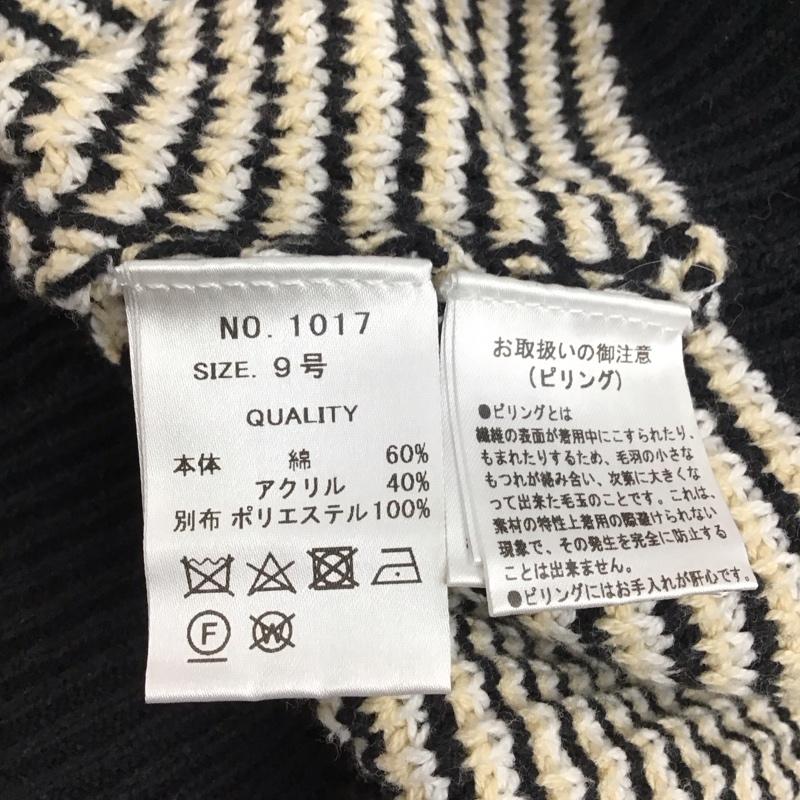 NO. 1017
SIZE. 9号
QUALITY
本体 綿 60%
アクリル 40%
別布 ポリエステル 100%
F
W
お取扱いの御注意
(ピリング)
●ピリングとは
繊維の表面が着用中にこすられたり、
もまれたりするため、毛羽の小さな
もつれが絡み合い、次第に大きくな
って出来た毛玉のことです。これは、
素材の特性上着用の際避けられない
現象で、その発生を完全に防止する
ことは出来ません。
●ピリングにはお手入れが肝心です。